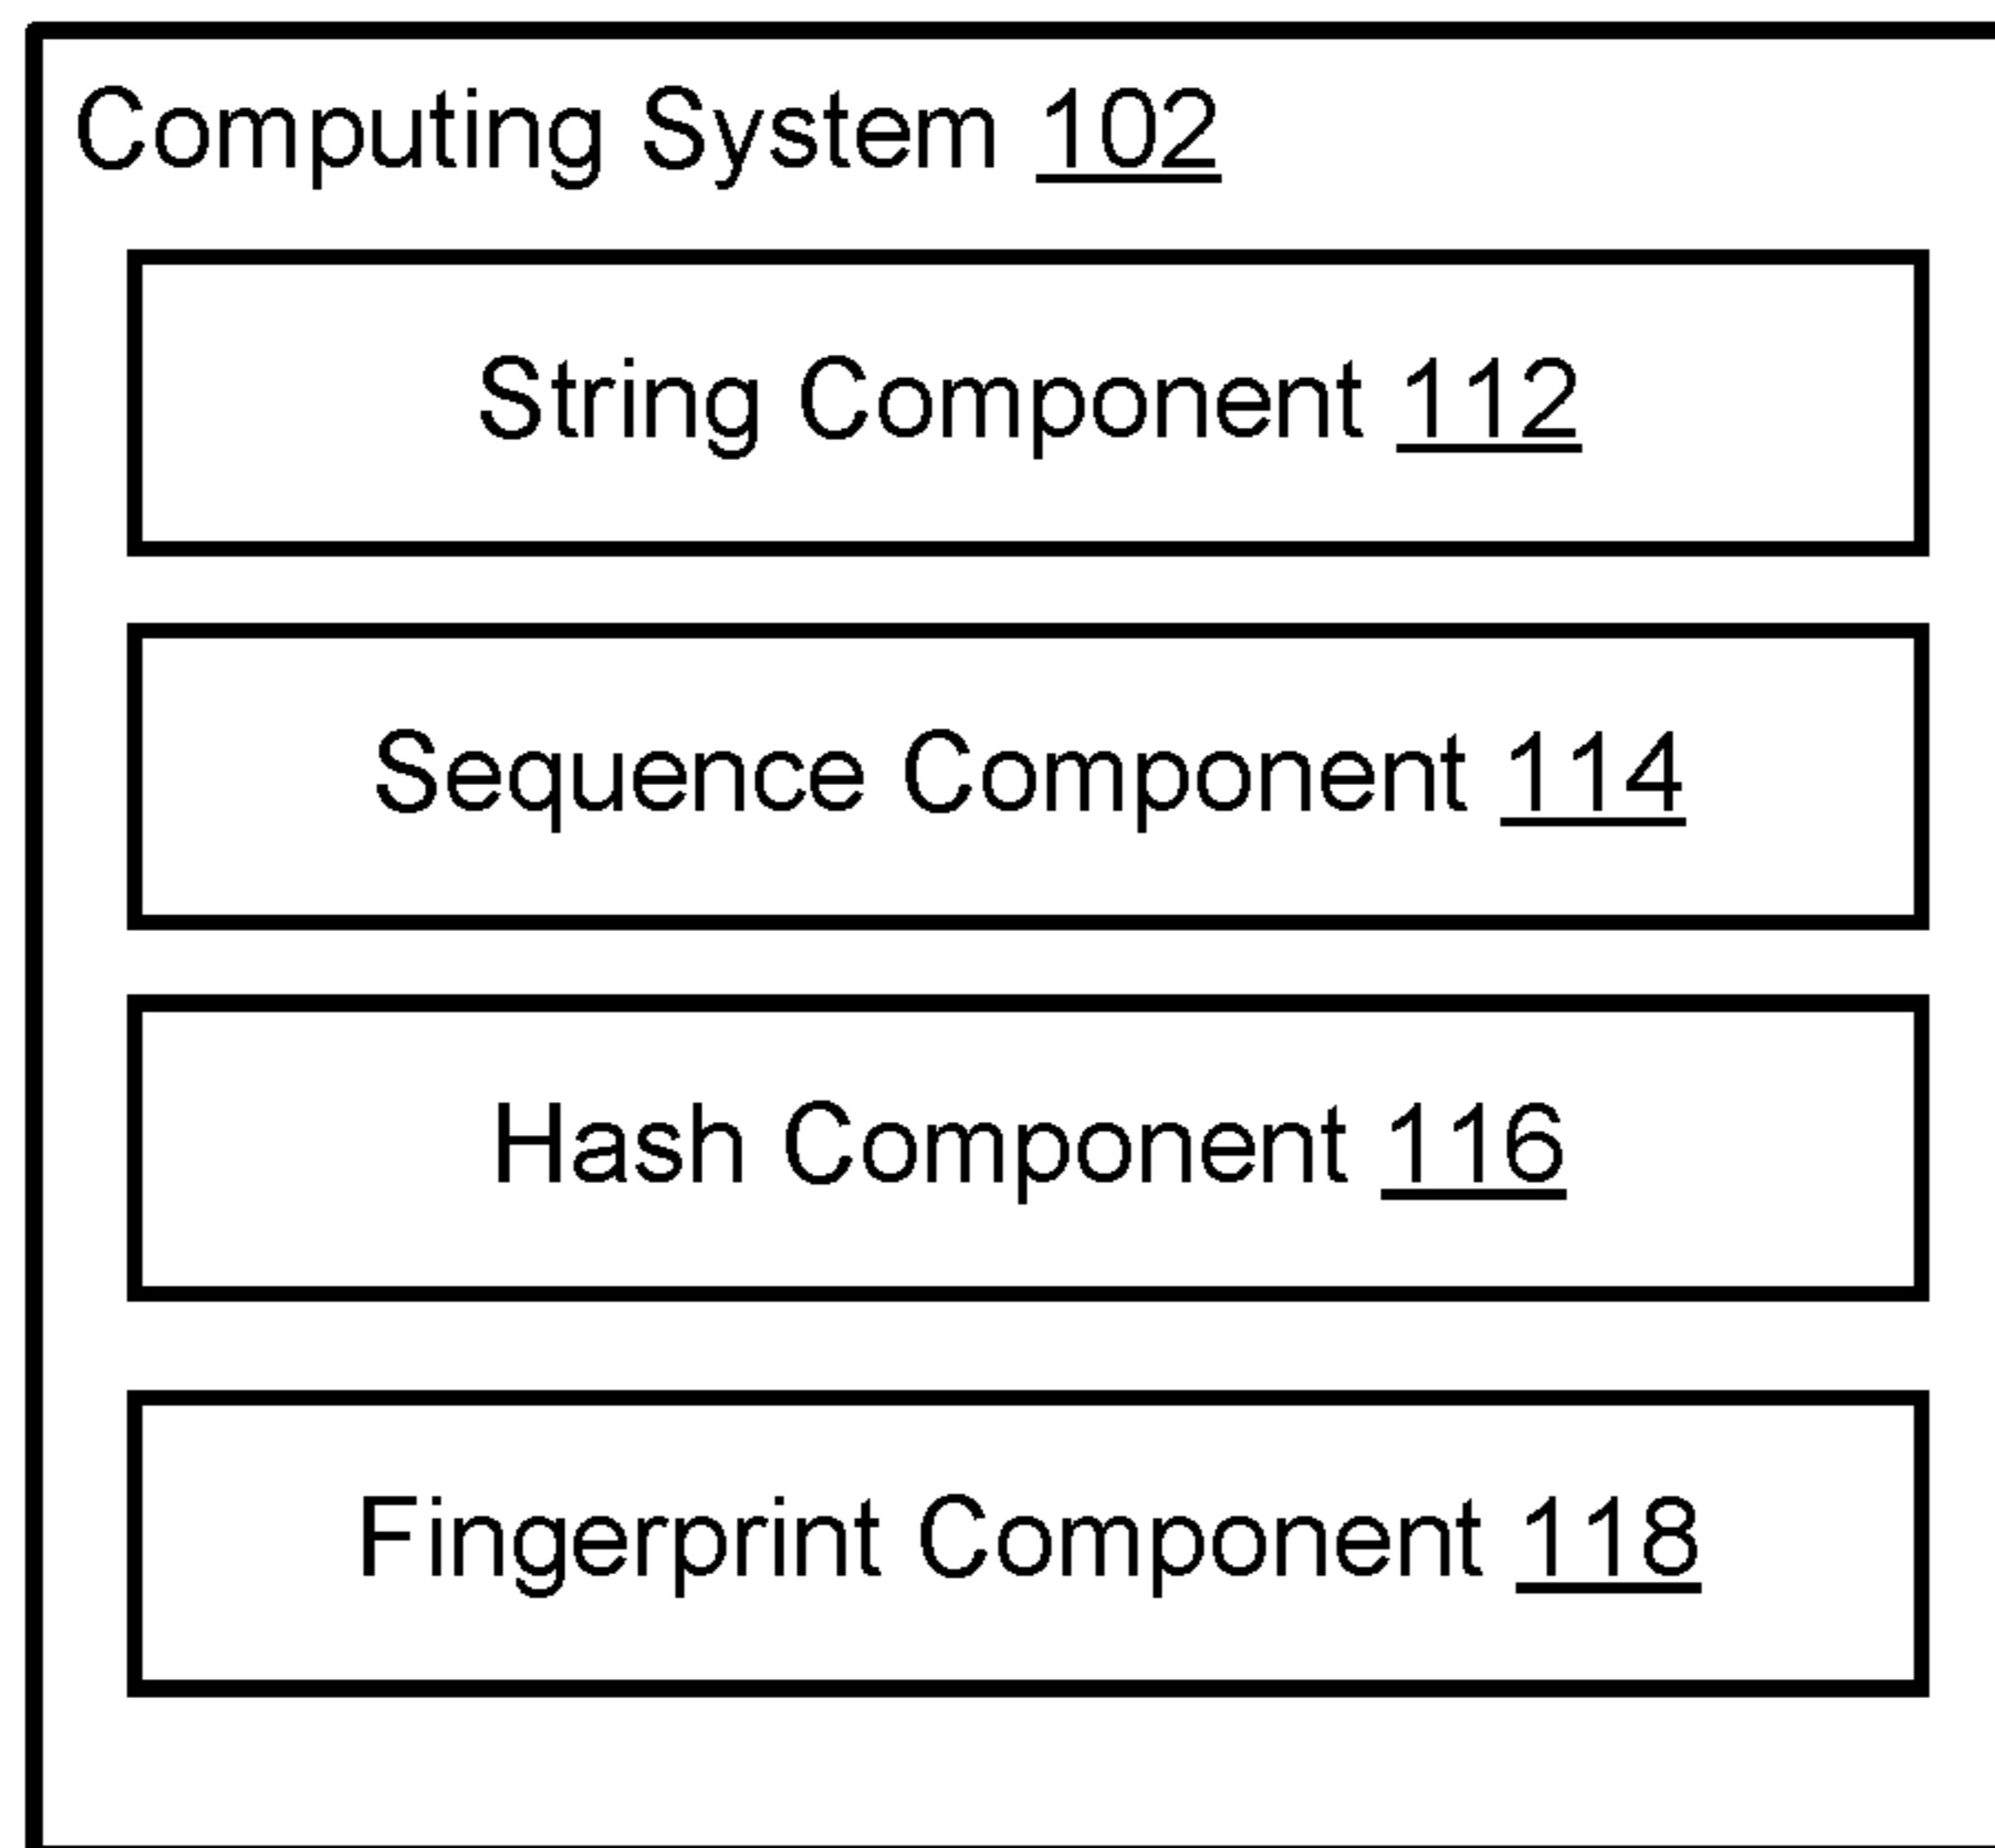 Computing System 102
String Component 112
Sequence Component 114
Hash Component 116
Fingerprint Component 118